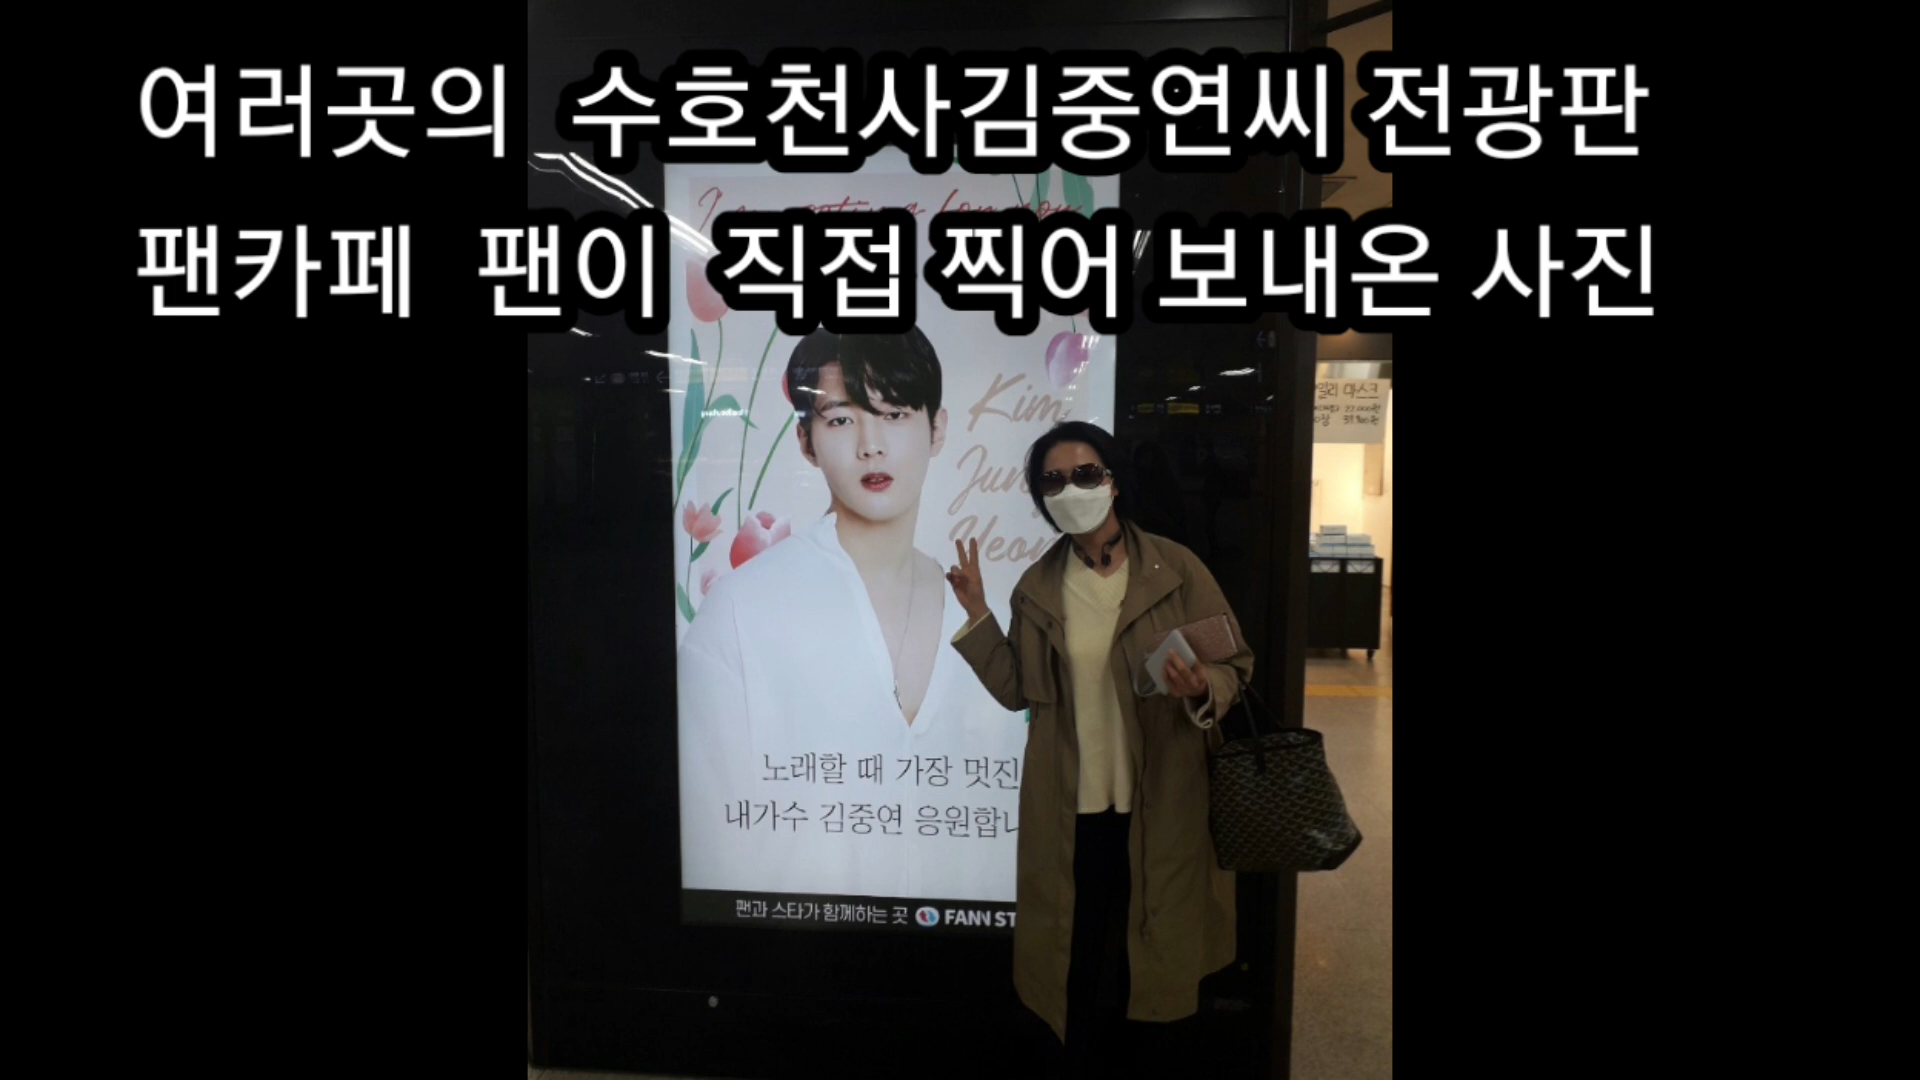 여러곳의 수호천사김중연씨 전광판
팬카페 팬이 직접 찍어 보내온 사진
Kim
Jun
Yeon
노래할 때 가장 멋진
내가수 김중연 응원합니
팬과 스타가 함께하는 곳 FANN ST